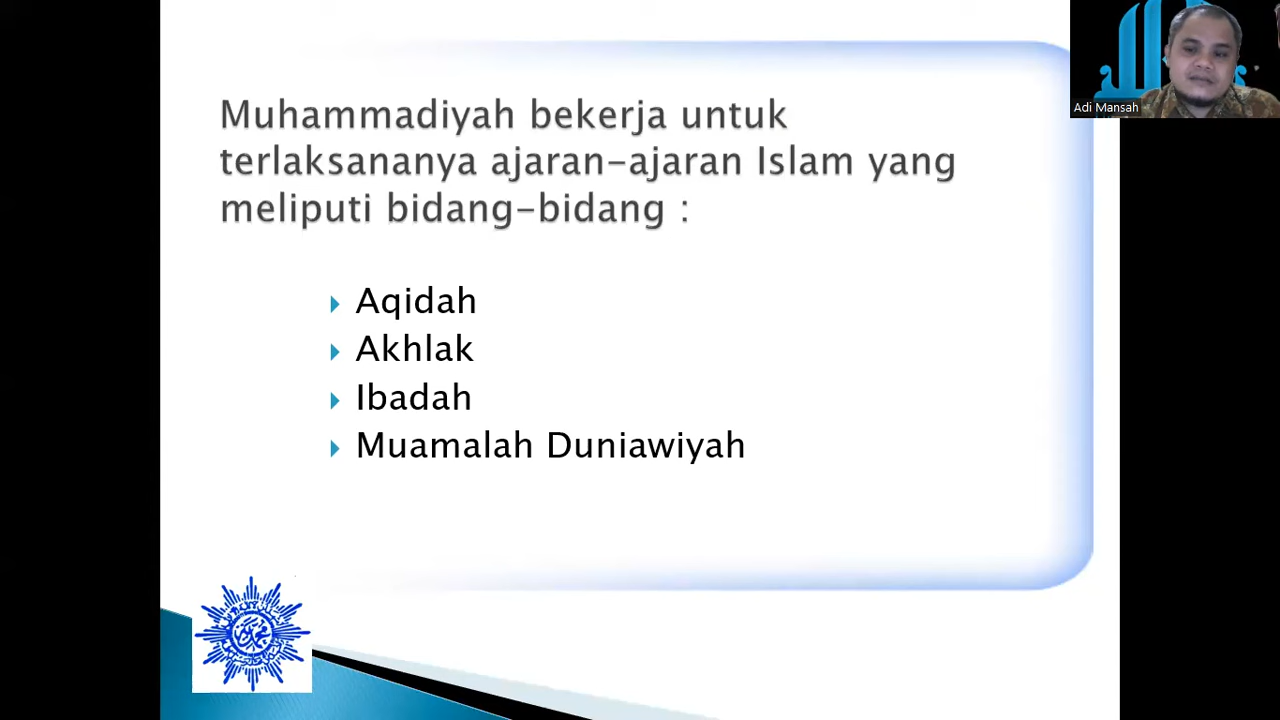 Muhammadiyah bekerja untuk
terlaksananya ajaran-ajaran Islam yang
meliputi bidang-bidang :
Aqidah
Akhlak
Ibadah
Muamalah Duniawiyah
Adi Mansah